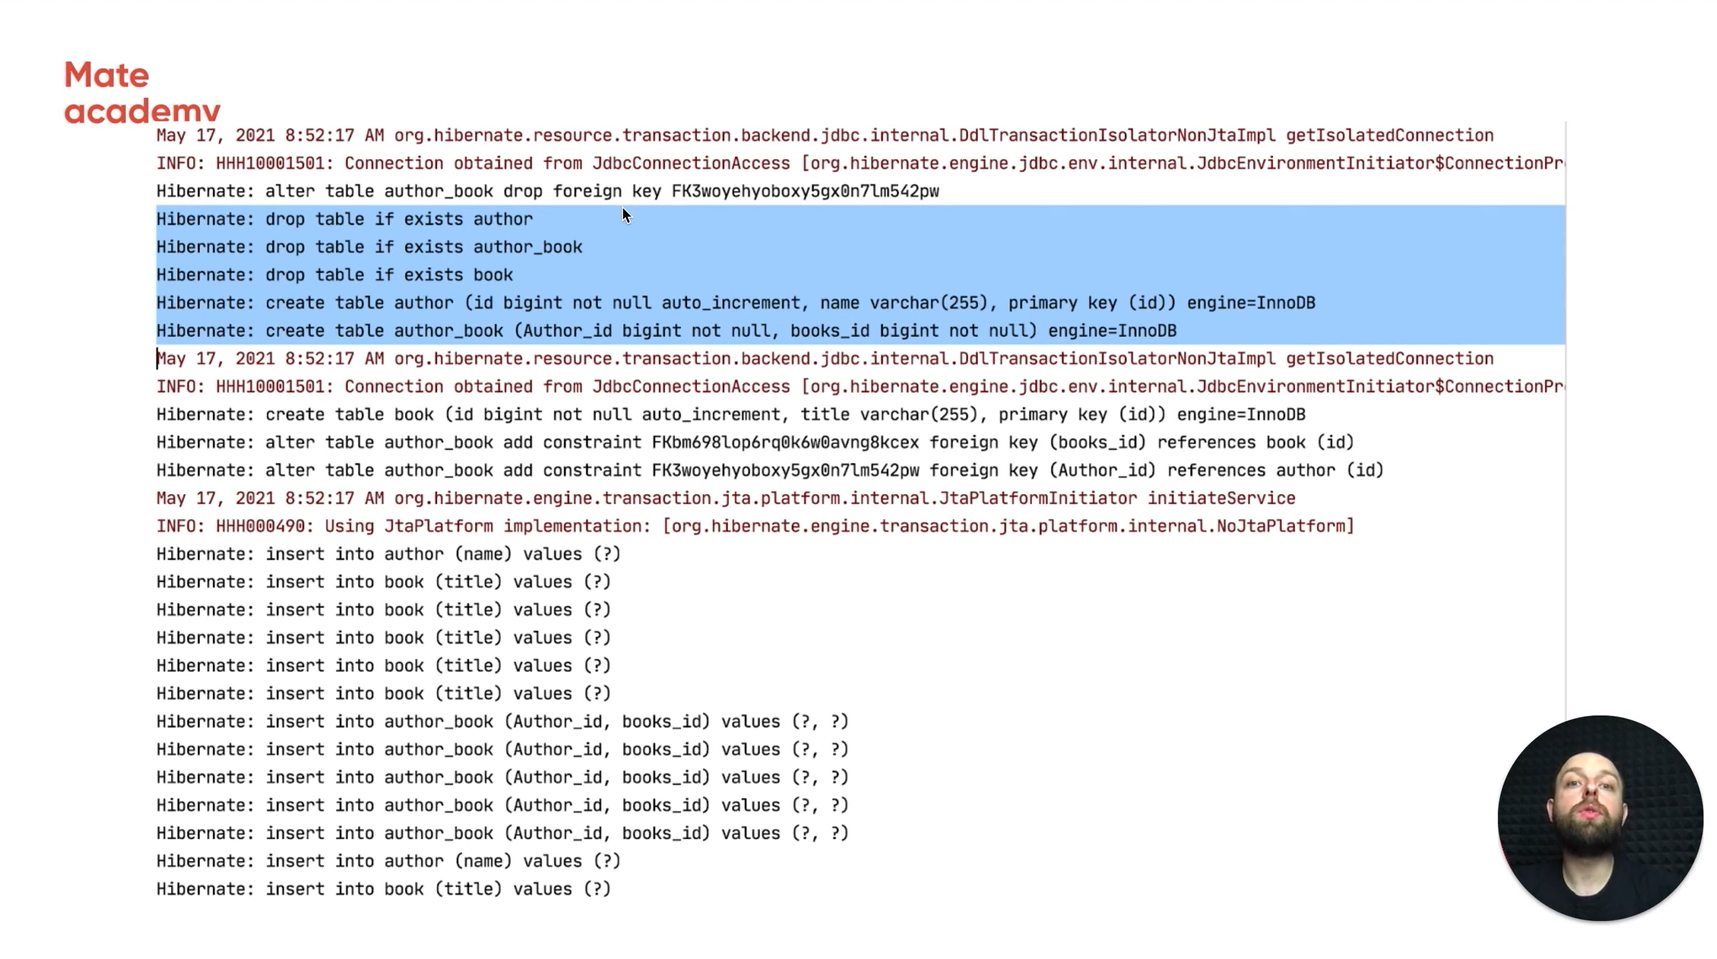 Mate
academy
May 17, 2021 8:52:17 AM org.hibernate.resource.transaction.backend.jdbc.internal.DdlTransactionIsolatorNonJtaImpl getIsolatedConnection
INFO: HHH10001501: Connection obtained from JdbcConnectionAccess [org.hibernate.engine.jdbc.env.internal.JdbcEnvironmentInitiator$ConnectionPr
Hibernate: alter table author_book drop foreign key FK3woyehyoboxy5gx0n7lm542pw
Hibernate: drop table if exists author
Hibernate: drop table if exists author_book
Hibernate: drop table if exists book
Hibernate: create table author (id bigint not null auto_increment, name varchar(255), primary key (id)) engine=InnoDB
Hibernate: create table author_book (Author_id bigint not null, books_id bigint not null) engine=InnoDB
May 17, 2021 8:52:17 AM org.hibernate.resource.transaction.backend.jdbc.internal.DdlTransactionIsolatorNonJtaImpl getIsolatedConnection
INFO: HHH10001501: Connection obtained from JdbcConnectionAccess [org.hibernate.engine.jdbc.env.internal.JdbcEnvironmentInitiator$ConnectionPr
Hibernate: create table book (id bigint not null auto_increment, title varchar(255), primary key (id)) engine=InnoDB
Hibernate: alter table author_book add constraint FKbm698lop6rq0k6w0avng8kcex foreign key (books_id) references book (id)
Hibernate: alter table author_book add constraint FK3woyehyoboxy5gx0n7lm542pw foreign key (Author_id) references author (id)
May 17, 2021 8:52:17 AM org.hibernate.engine.transaction.jta.platform.internal.JtaPlatformInitiator initiateService
INFO: HHH000490: Using JtaPlatform implementation: [org.hibernate.engine.transaction.jta.platform.internal.NoJtaPlatform]
Hibernate: insert into author (name) values (?)
Hibernate: insert into book (title) values (?)
Hibernate: insert into book (title) values (?)
Hibernate: insert into book (title) values (?)
Hibernate: insert into book (title) values (?)
Hibernate: insert into book (title) values (?)
Hibernate: insert into author_book (Author_id, books_id) values (?, ?)
Hibernate: insert into author_book (Author_id, books_id) values (?, ?)
Hibernate: insert into author_book (Author_id, books_id) values (?, ?)
Hibernate: insert into author_book (Author_id, books_id) values (?, ?)
Hibernate: insert into author_book (Author_id, books_id) values (?, ?)
Hibernate: insert into author (name) values (?)
Hibernate: insert into book (title) values (?)